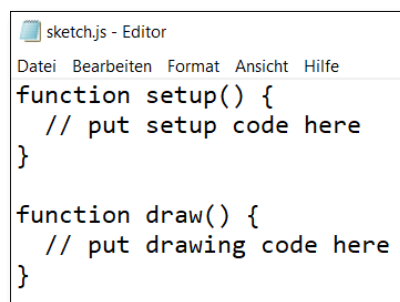 sketch.js - Editor
Datei Bearbeiten Format Ansicht Hilfe
function setup() {
  // put setup code here
}

function draw() {
  // put drawing code here
}